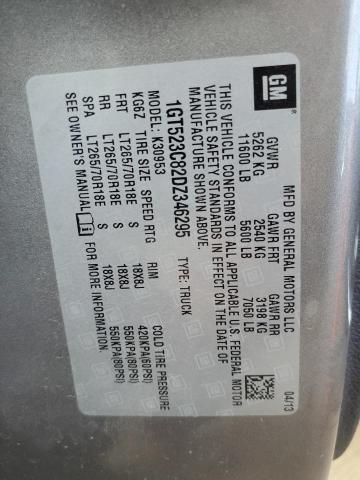 GM
MFD BY GENERAL MOTORS LLC
04/13
GVWR GAWR FRT GAWR RR
5262 KG 2540 KG 3198 KG
11600 LB 5600 LB 7050 LB
THIS VEHICLE CONFORMS TO ALL APPLICABLE U.S. FEDERAL MOTOR
VEHICLE SAFETY STANDARDS IN EFFECT ON THE DATE OF
MANUFACTURE SHOWN ABOVE.
1GT523C82DZ346295 TYPE: TRUCK
MODEL: K30953
KG6Z TIRE SIZE SPEED RTG RIM COLD TIRE PRESSURE
FRT LT265/70R18E S 18X8J 420KPA(60PSI)
RR LT265/70R18E S 18X8J 550KPA(80PSI)
SPA LT265/70R18E S 18X8J 550KPA(80PSI)
SEE OWNER'S MANUAL i